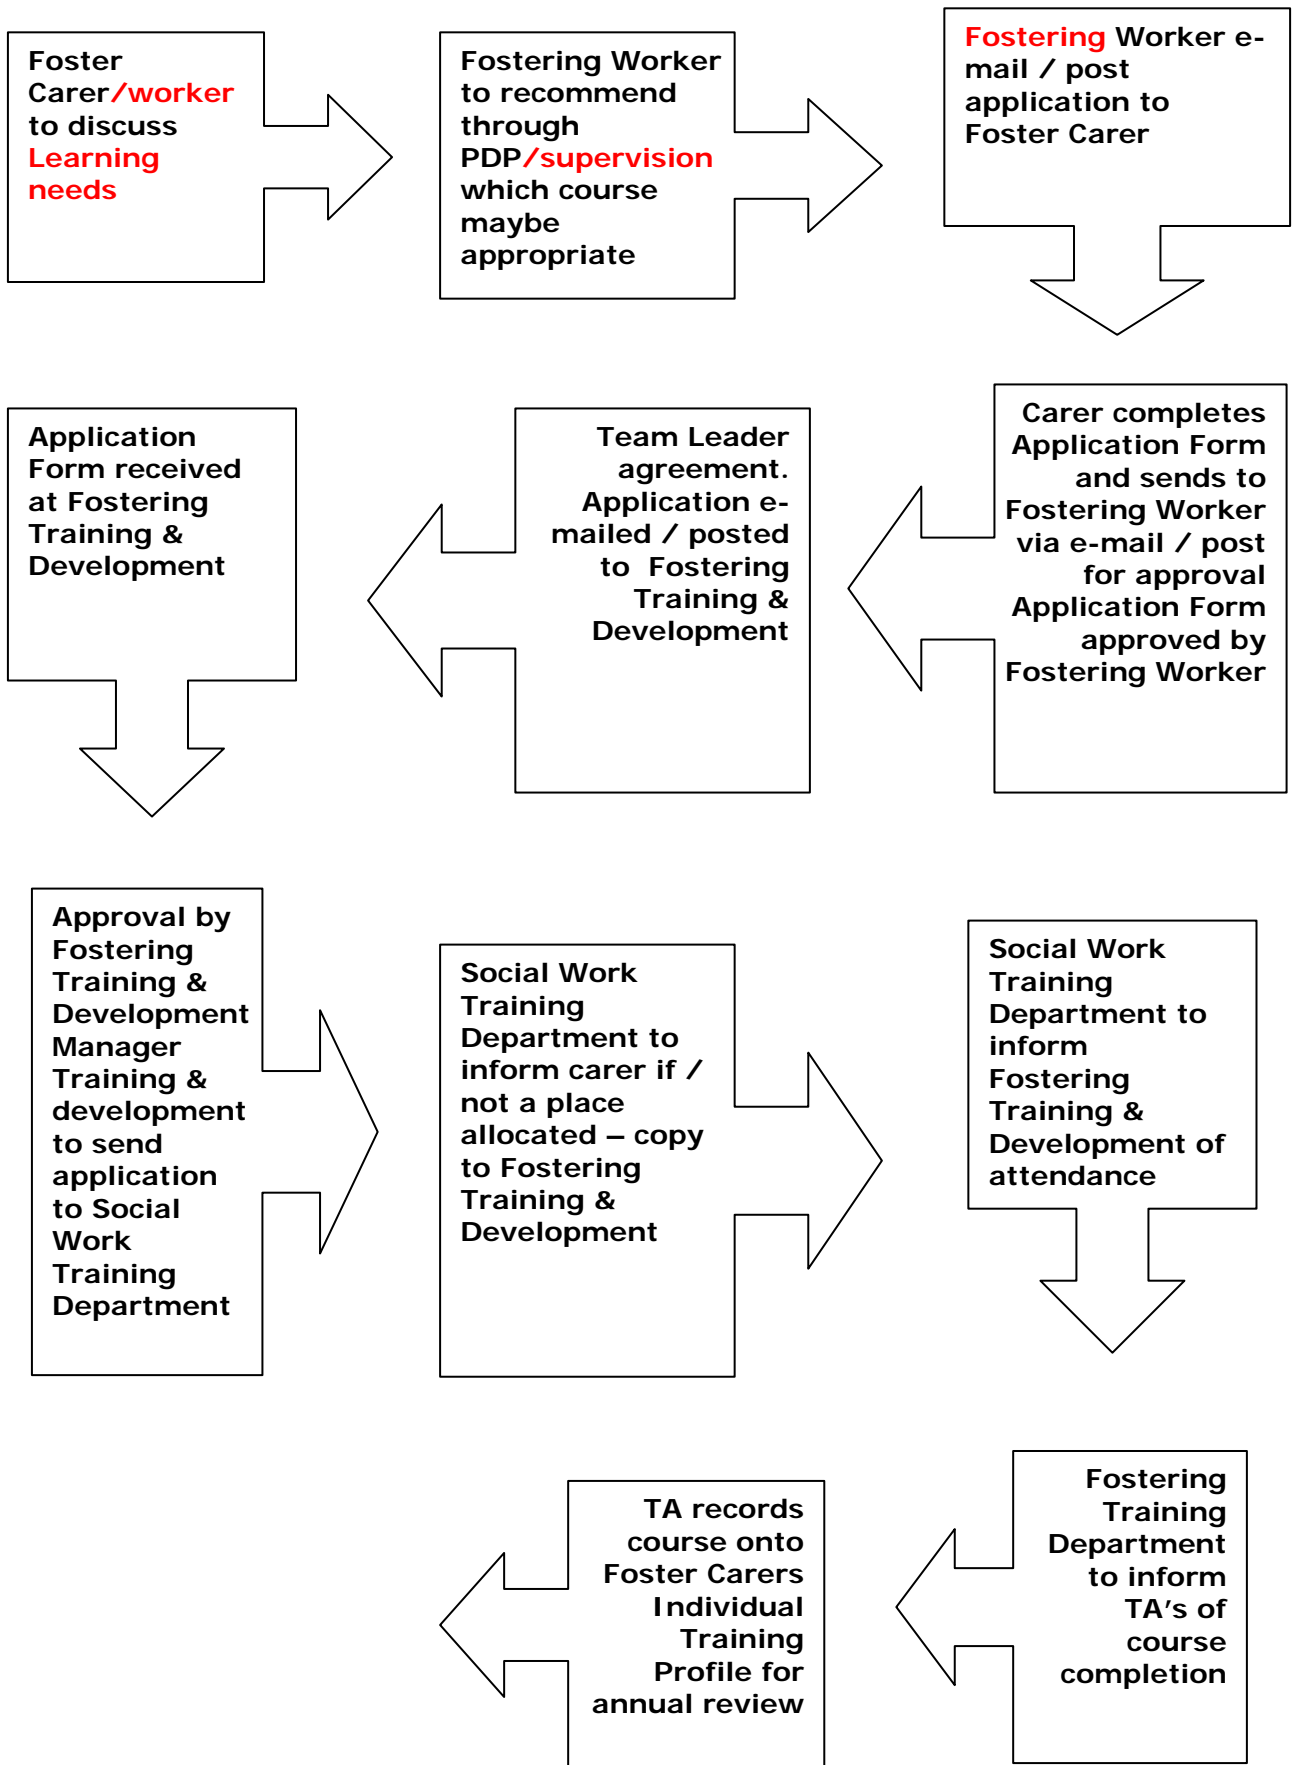 Foster
Carer/worker
to discuss
Learning
needs
Fostering Worker
to recommend
through
PDP/supervision
which course
maybe
appropriate
Fostering Worker e-
mail / post
application to
Foster Carer
Carer completes
Application Form
and sends to
Fostering Worker
via e-mail / post
for approval
Application Form
approved by
Fostering Worker
Team Leader
agreement.
Application e-
mailed / posted
to Fostering
Training &
Development
Application
Form received
at Fostering
Training &
Development
Approval by
Fostering
Training &
Development
Manager
Training &
development
to send
application
to Social
Work
Training
Department
Social Work
Training
Department to
inform carer if /
not a place
allocated – copy
to Fostering
Training &
Development
Social Work
Training
Department to
inform
Fostering
Training &
Development of
attendance
Fostering
Training
Department
to inform
TA's of
course
completion
TA records
course onto
Foster Carers
Individual
Training
Profile for
annual review